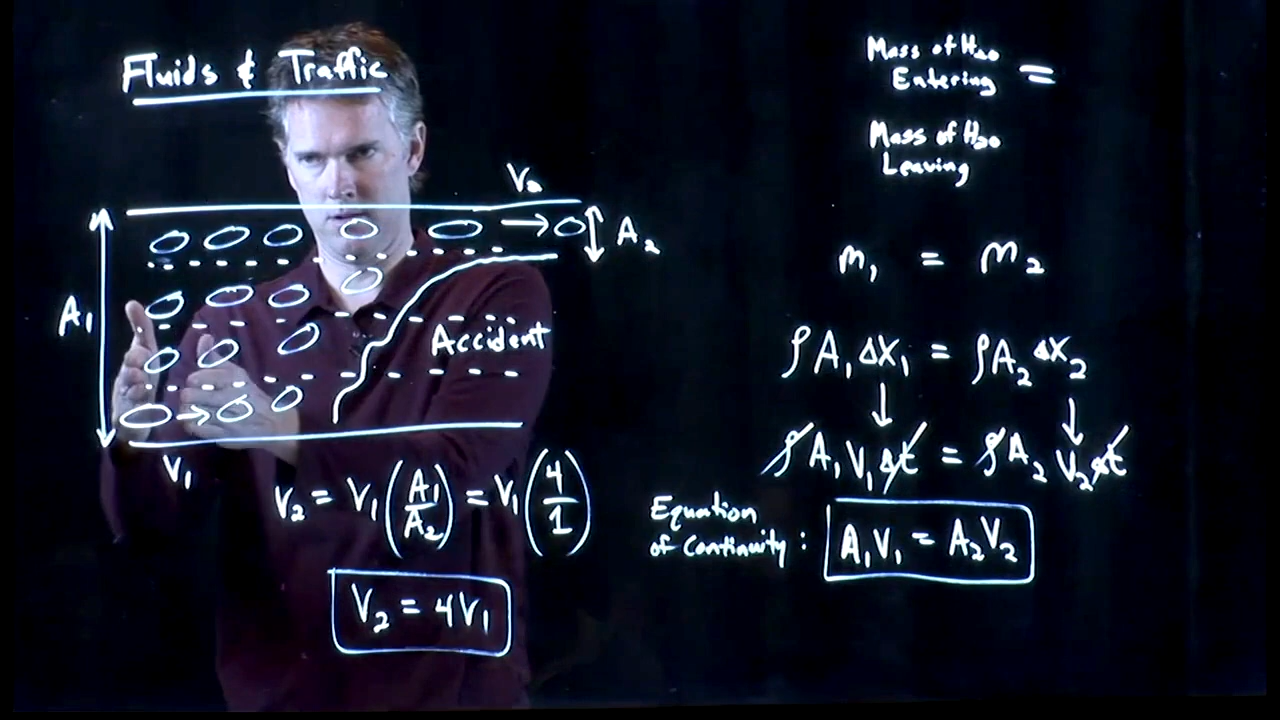 Fluids & Traffic
V₂
A₂
A₁
Accident
V₁
V₂ = V₁(A₁/A₂) = V₁(4/1)
V₂ = 4V₁
Mass of H₂O
Entering =
Mass of H₂O
Leaving
m₁ = m₂
ρA₁ΔX₁ = ρA₂ΔX₂
ρA₁V₁Δt = ρA₂V₂Δt
Equation
of Continuity : A₁V₁ = A₂V₂